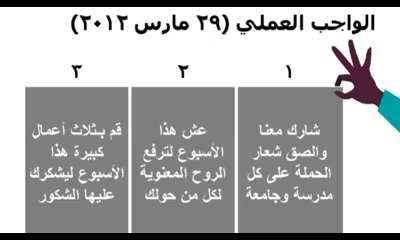 الواجب العملي (٢٩ مارس ٢٠١٢)
١
شارك معنا
والصق شعار
الحملة على كل
مدرسة وجامعة
٢
عش هذا
الأسبوع لترفع
الروح المعنوية
لكل من حولك
٣
قم بثلاث أعمال
كبيرة هذا
الأسبوع ليشكرك
عليها الشكور